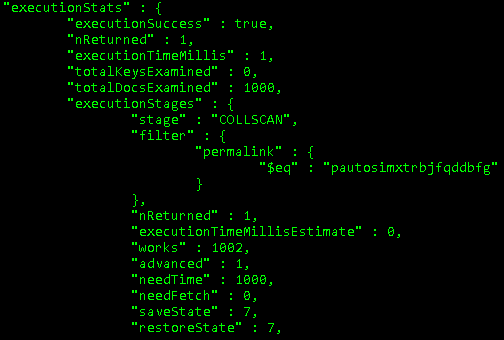 "executionStats" : {
"executionSuccess" : true,
"nReturned" : 1,
"executionTimeMillis" : 1,
"totalKeysExamined" : 0,
"totalDocsExamined" : 1000,
"executionStages" : {
"stage" : "COLLSCAN",
"filter" : {
"permalink" : {
"$eq" : "pautosimxtrbjfqddbfg"
}
},
"nReturned" : 1,
"executionTimeMillisEstimate" : 0,
"works" : 1002,
"advanced" : 1,
"needTime" : 1000,
"needFetch" : 0,
"saveState" : 7,
"restoreState" : 7,